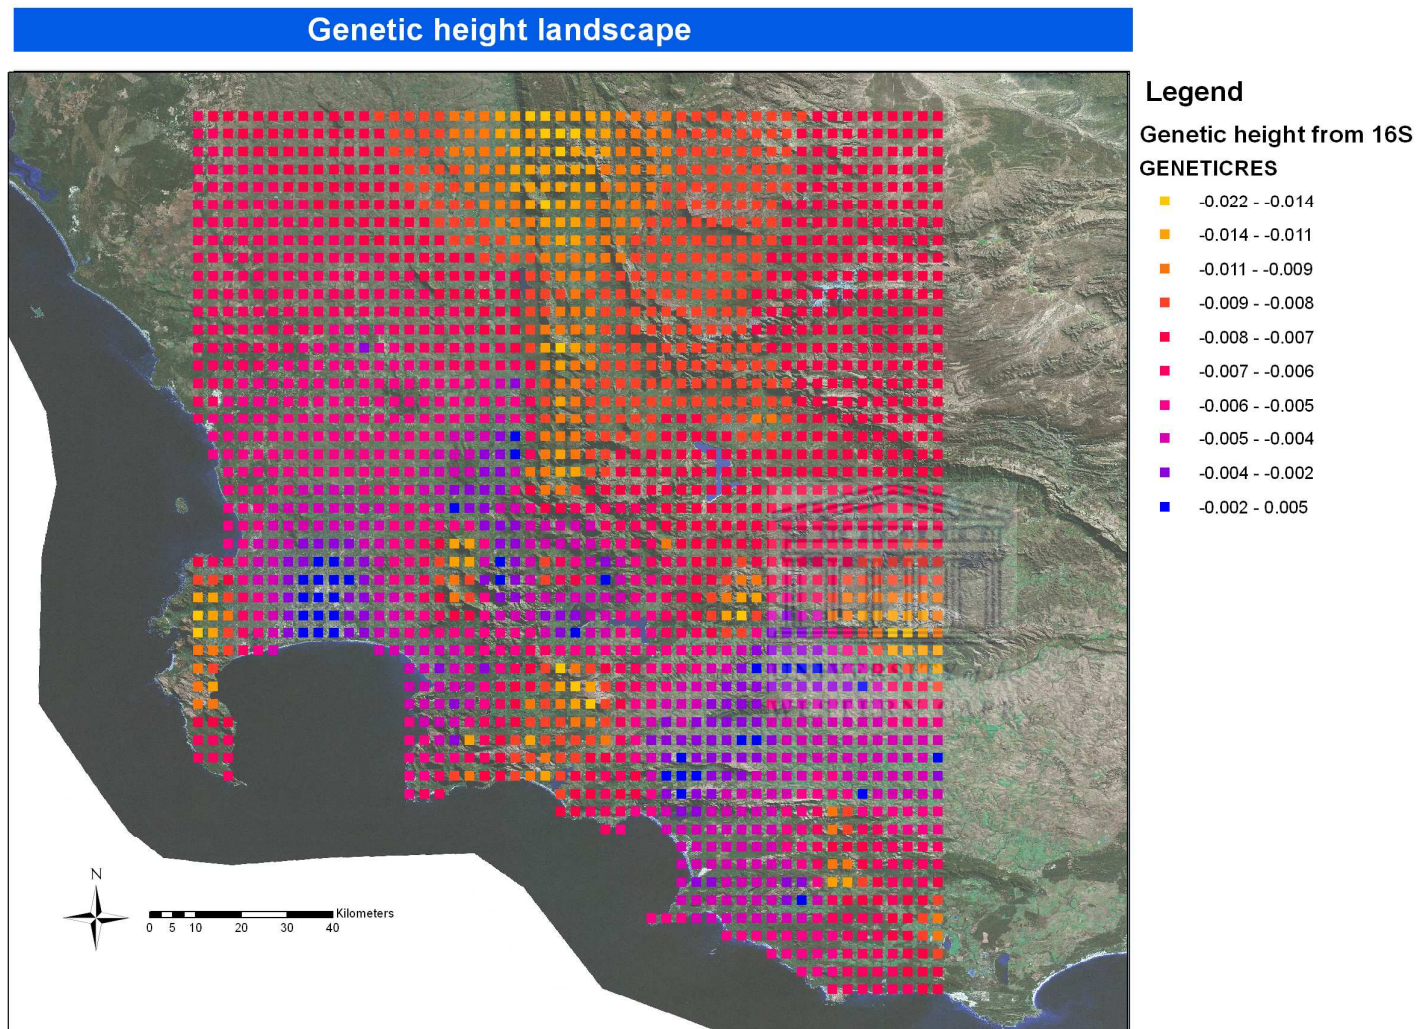 Genetic height landscape
Legend
Genetic height from 16S
GENETICRES
-0.022 - -0.014
-0.014 - -0.011
-0.011 - -0.009
-0.009 - -0.008
-0.008 - -0.007
-0.007 - -0.006
-0.006 - -0.005
-0.005 - -0.004
-0.004 - -0.002
-0.002 - 0.005
N
Kilometers
0 5 10 20 30 40